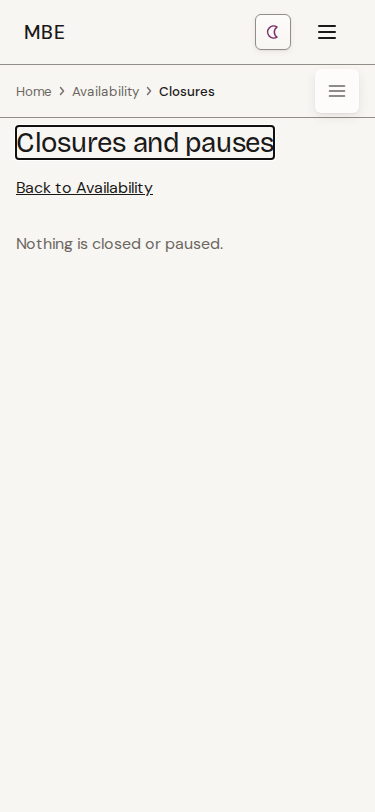 MBE
Home > Availability > Closures
Closures and pauses
Back to Availability
Nothing is closed or paused.